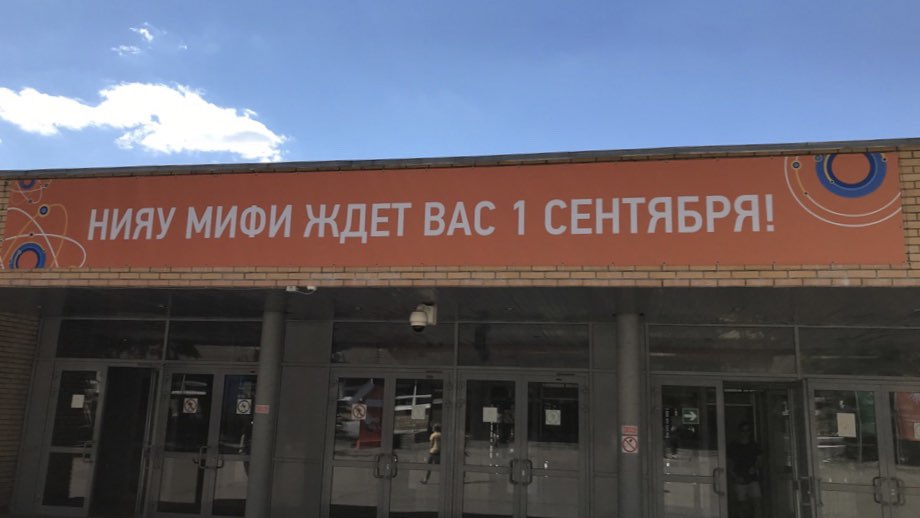 НИЯУ МИФИ ЖДЕТ ВАС 1 СЕНТЯБРЯ!